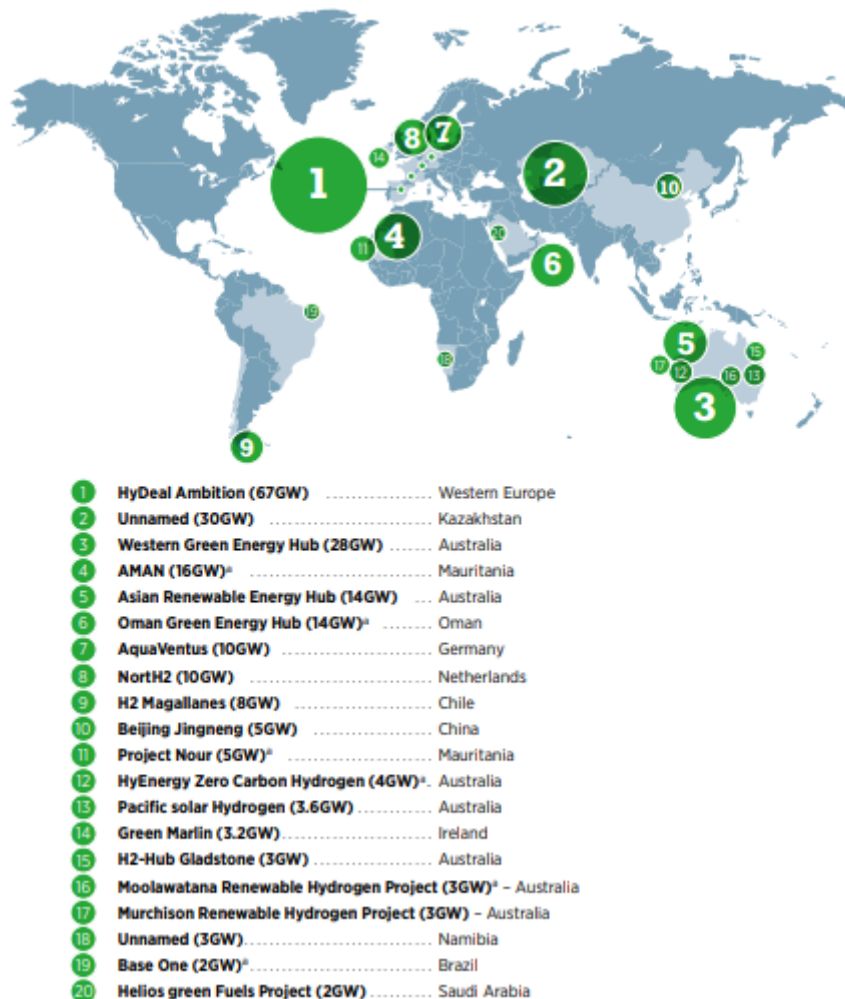 14
8
7
1
2
10
4
11
20
6
19
18
5
15
17
12
16
13
3
9
1 HyDeal Ambition (67GW) ................ Western Europe
2 Unnamed (30GW) ........................ Kazakhstan
3 Western Green Energy Hub (28GW) ....... Australia
4 AMAN (16GW)ª ........................... Mauritania
5 Asian Renewable Energy Hub (14GW) ... Australia
6 Oman Green Energy Hub (14GW)ª ........ Oman
7 AquaVentus (10GW) ...................... Germany
8 NortH2 (10GW) .......................... Netherlands
9 H2 Magallanes (8GW) ................... Chile
10 Beijing Jingneng (5GW) ................. China
11 Project Nour (5GW)ª ..................... Mauritania
12 HyEnergy Zero Carbon Hydrogen (4GW)ª.. Australia
13 Pacific solar Hydrogen (3.6GW) ........... Australia
14 Green Marlin (3.2GW)...................... Ireland
15 H2-Hub Gladstone (3GW) ................. Australia
16 Moolawatana Renewable Hydrogen Project (3GW)ª – Australia
17 Murchison Renewable Hydrogen Project (3GW) – Australia
18 Unnamed (3GW)........................... Namibia
19 Base One (2GW)ª.......................... Brazil
20 Helios green Fuels Project (2GW) ......... Saudi Arabia